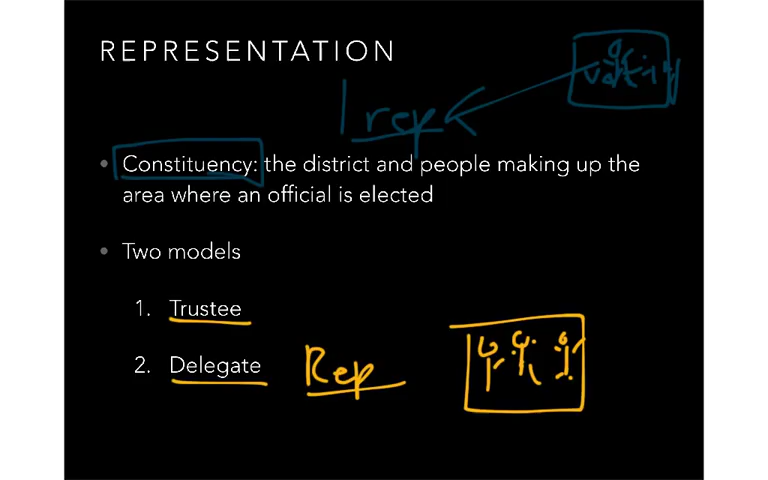 REPRESENTATION
1 rep
• Constituency: the district and people making up the
area where an official is elected
• Two models
1. Trustee
2. Delegate Rep